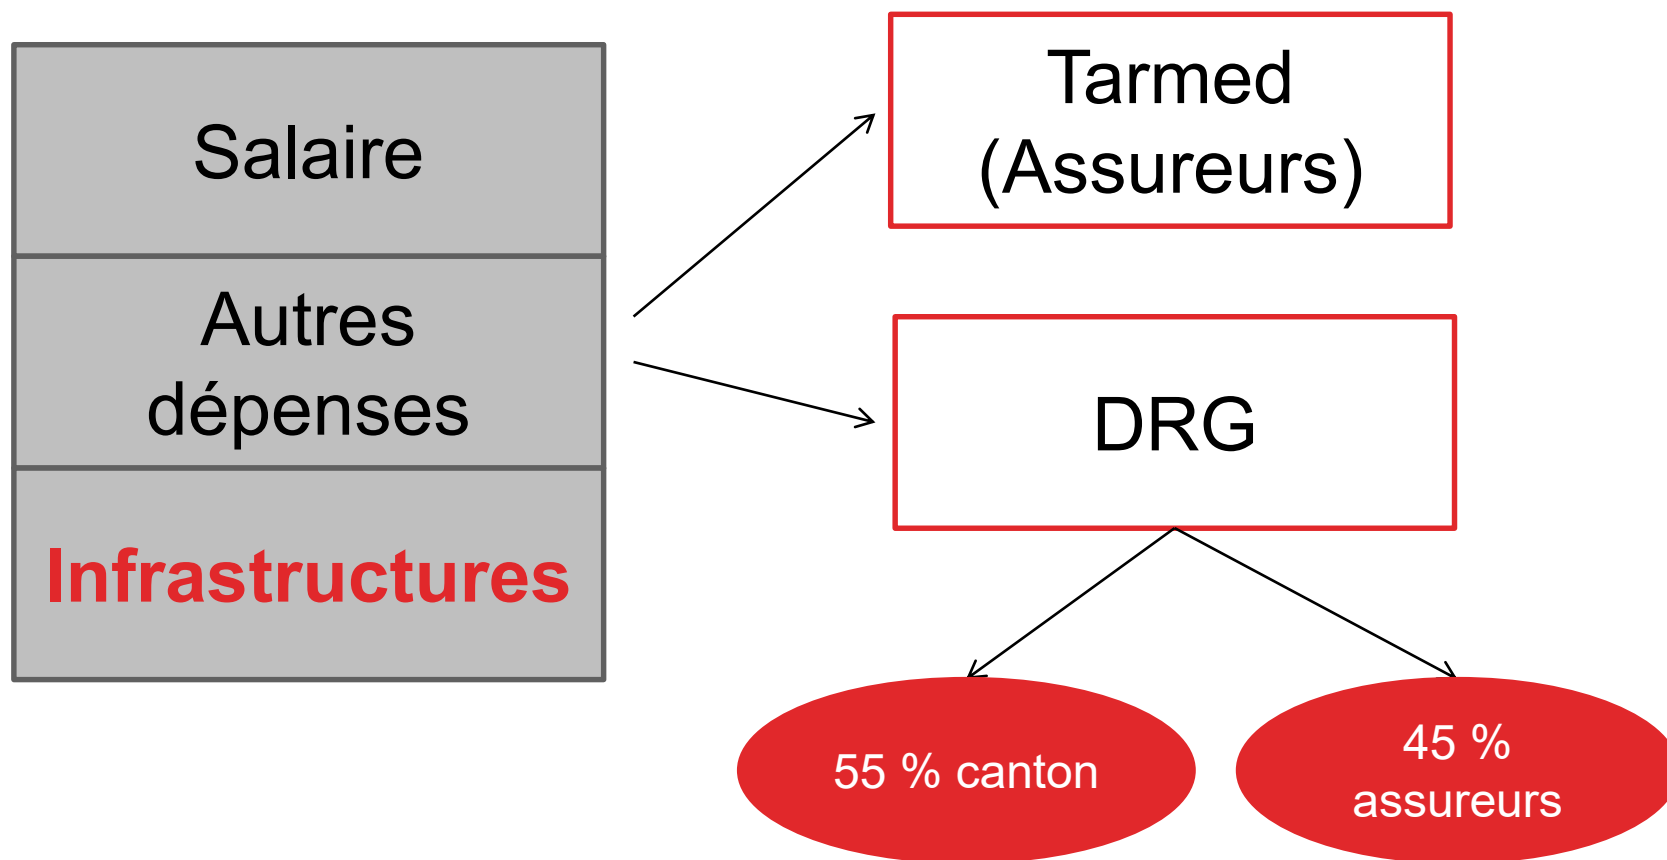 Salaire
Autres
dépenses
Infrastructures
Tarmed
(Assureurs)
DRG
55 % canton
45 %
assureurs